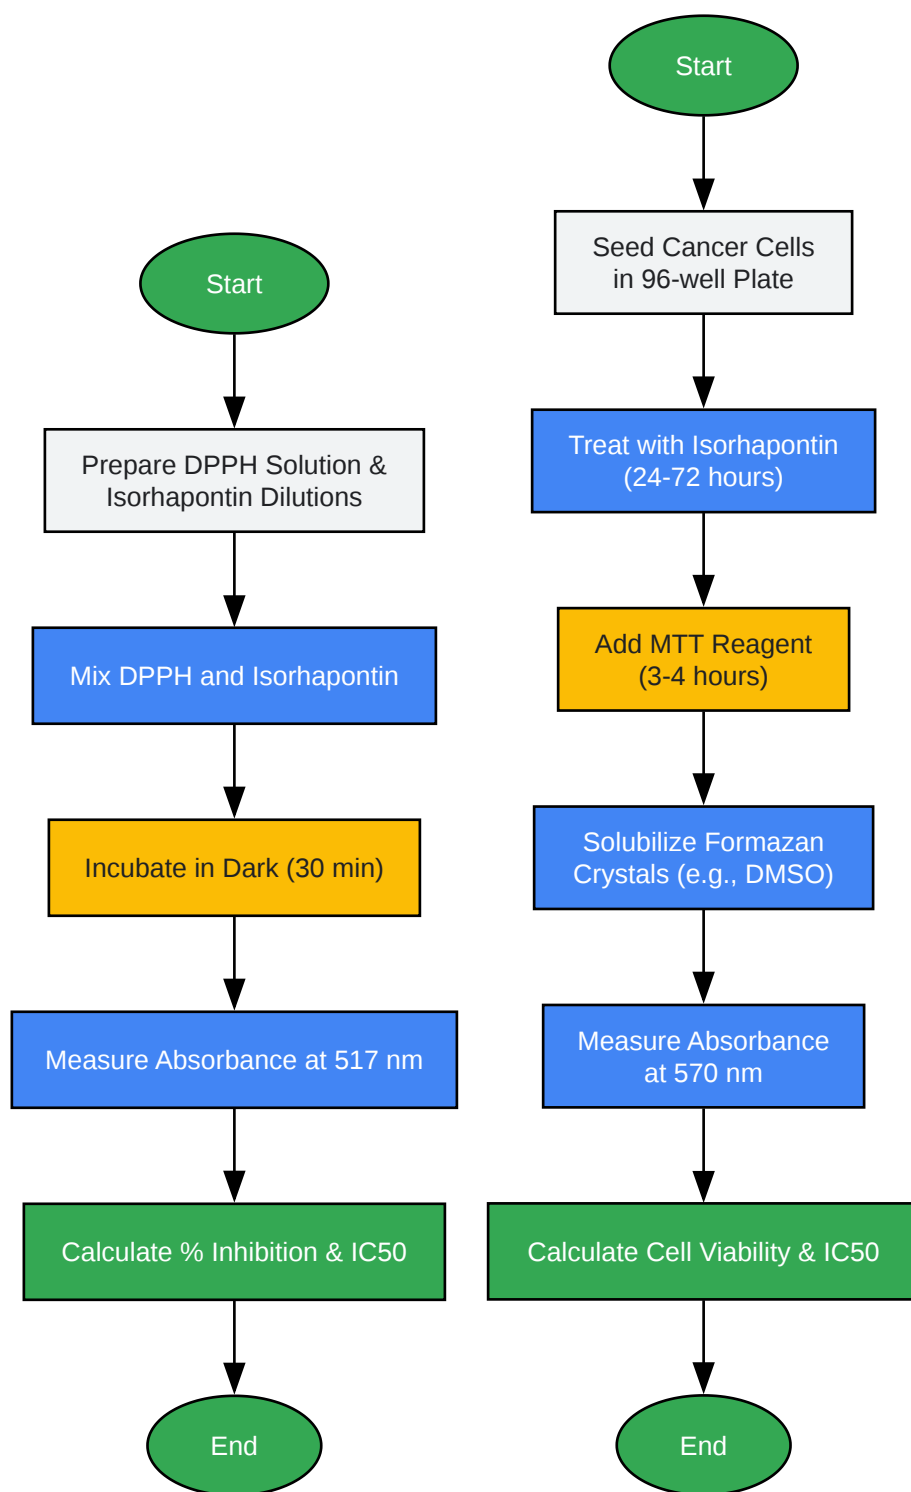 Start
Prepare DPPH Solution &
Isorhapontin Dilutions
Mix DPPH and Isorhapontin
Incubate in Dark (30 min)
Measure Absorbance at 517 nm
Calculate % Inhibition & IC50
End
Start
Seed Cancer Cells
in 96-well Plate
Treat with Isorhapontin
(24-72 hours)
Add MTT Reagent
(3-4 hours)
Solubilize Formazan
Crystals (e.g., DMSO)
Measure Absorbance
at 570 nm
Calculate Cell Viability & IC50
End